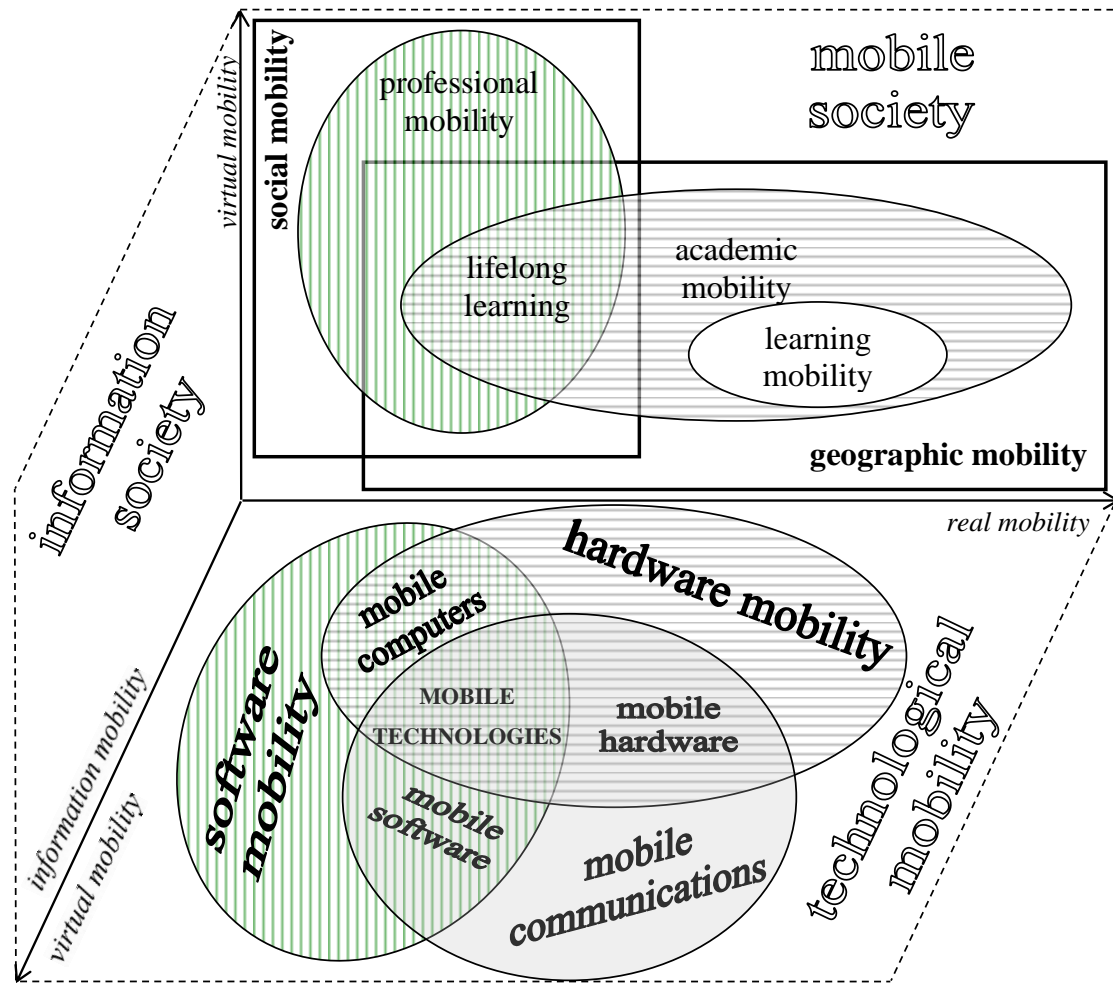 mobile
society
virtual mobility
social mobility
professional
mobility
lifelong
learning
academic
mobility
learning
mobility
geographic mobility
information
society
real mobility
hardware mobility
mobile
computers
software
mobility
MOBILE
TECHNOLOGIES
mobile
hardware
mobile
software
mobile
communications
technological
mobility
information mobility
virtual mobility